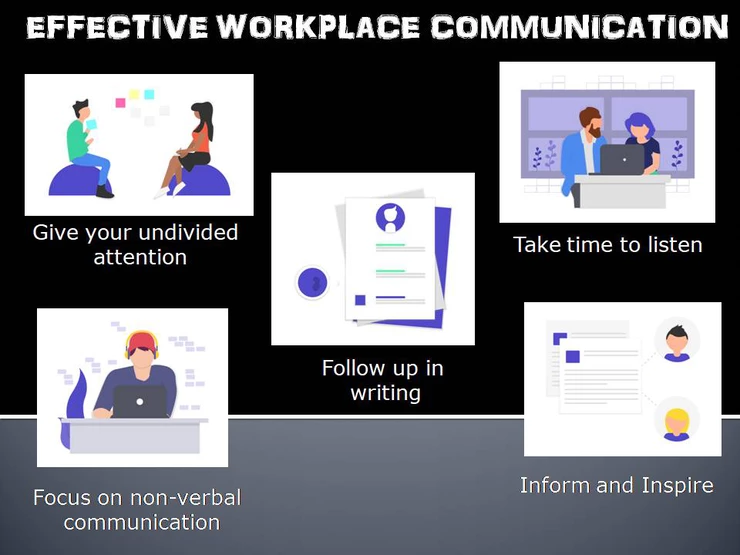 EFFECTIVE WORKPLACE COMMUNICATION
Give your undivided
attention
Take time to listen
Follow up in
writing
Focus on non-verbal
communication
Inform and Inspire